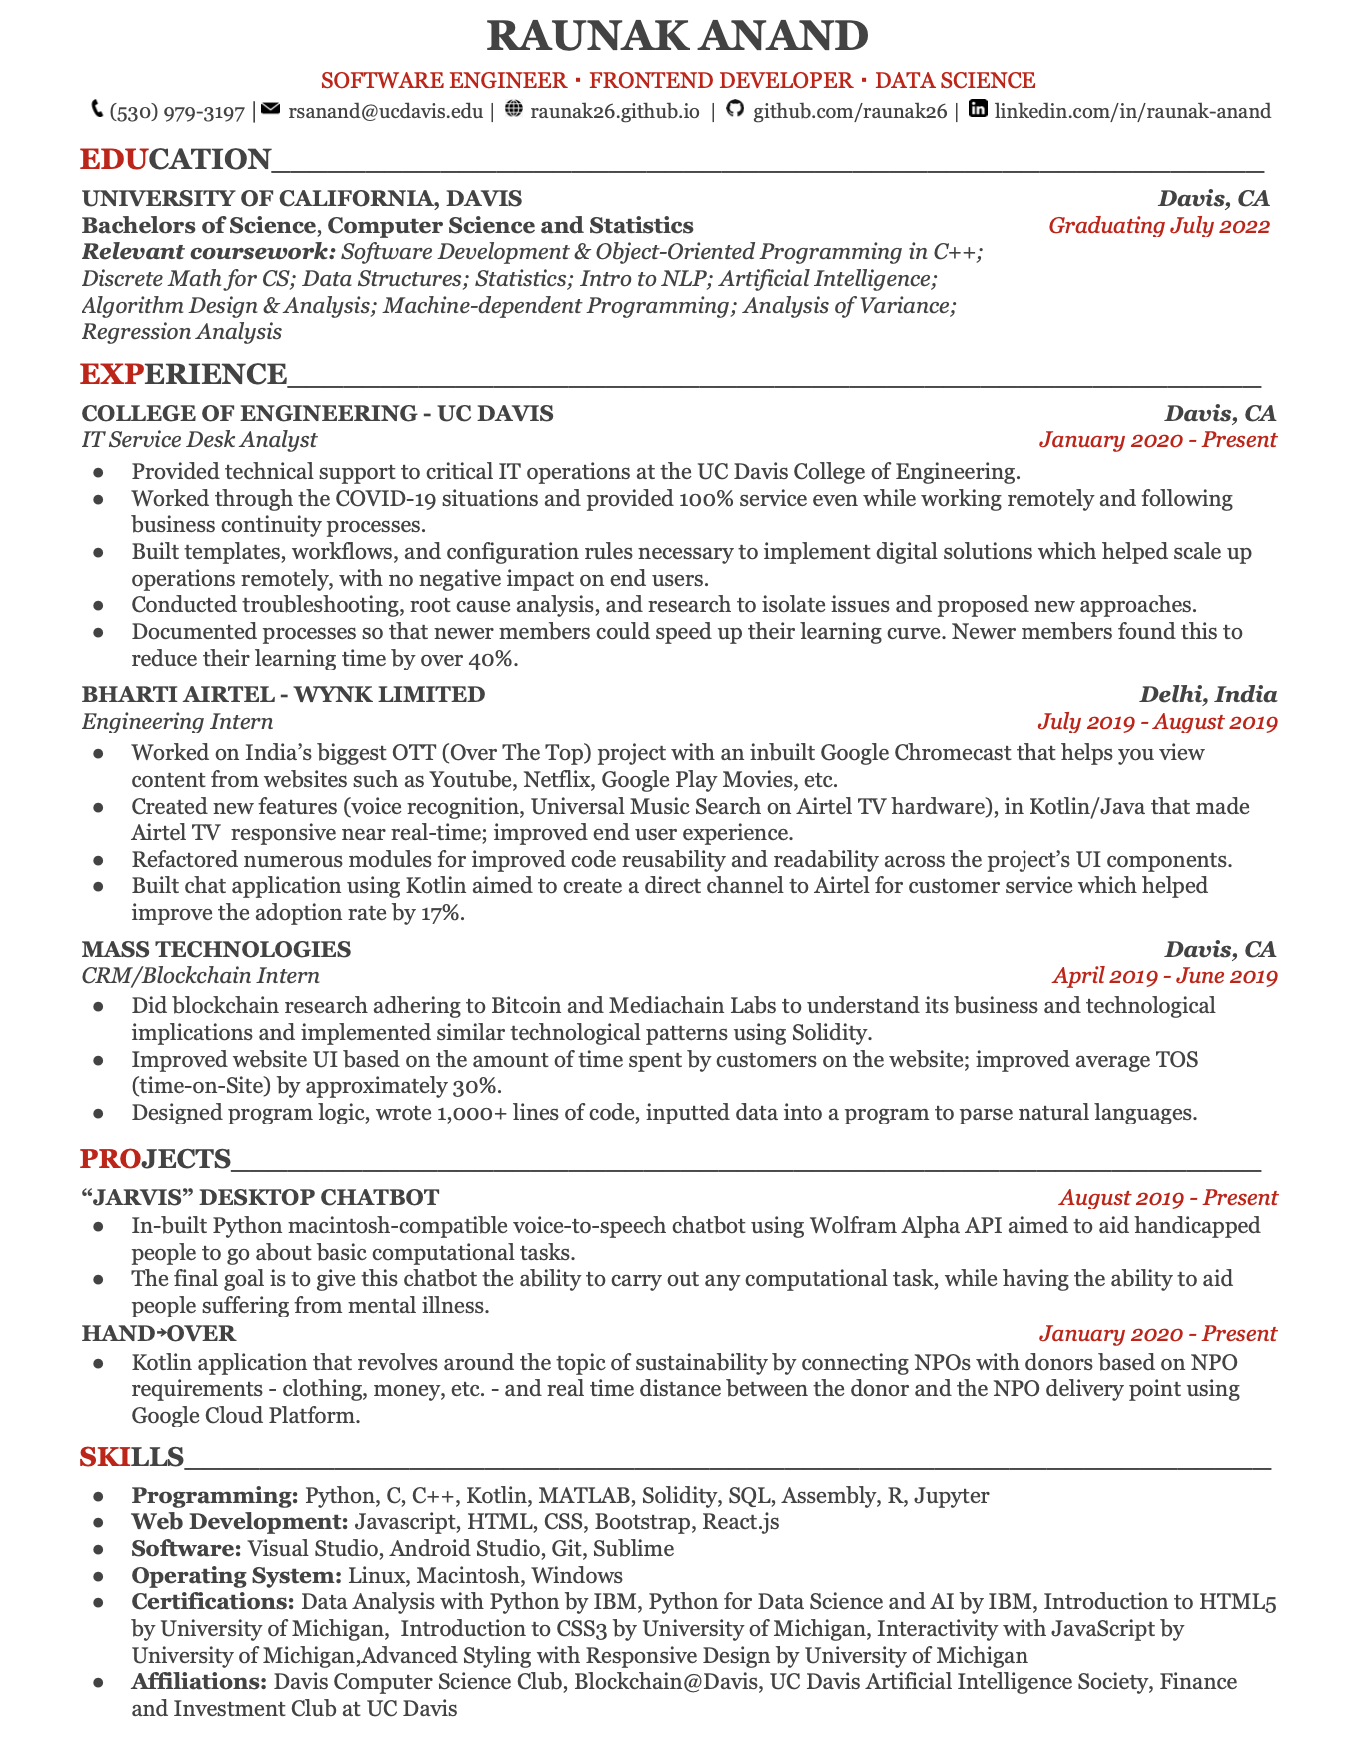 RAUNAK ANAND
SOFTWARE ENGINEER · FRONTEND DEVELOPER · DATA SCIENCE
(530) 979-3197 | rsanand@ucdavis.edu | raunak26.github.io | github.com/raunak26 | linkedin.com/in/raunak-anand
EDUCATION
UNIVERSITY OF CALIFORNIA, DAVIS Davis, CA
Bachelors of Science, Computer Science and Statistics Graduating July 2022
Relevant coursework: Software Development & Object-Oriented Programming in C++;
Discrete Math for CS; Data Structures; Statistics; Intro to NLP; Artificial Intelligence;
Algorithm Design & Analysis; Machine-dependent Programming; Analysis of Variance;
Regression Analysis
EXPERIENCE
COLLEGE OF ENGINEERING - UC DAVIS Davis, CA
IT Service Desk Analyst January 2020 - Present
● Provided technical support to critical IT operations at the UC Davis College of Engineering.
● Worked through the COVID-19 situations and provided 100% service even while working remotely and following
business continuity processes.
● Built templates, workflows, and configuration rules necessary to implement digital solutions which helped scale up
operations remotely, with no negative impact on end users.
● Conducted troubleshooting, root cause analysis, and research to isolate issues and proposed new approaches.
● Documented processes so that newer members could speed up their learning curve. Newer members found this to
reduce their learning time by over 40%.
BHARTI AIRTEL - WYNK LIMITED Delhi, India
Engineering Intern July 2019 - August 2019
● Worked on India’s biggest OTT (Over The Top) project with an inbuilt Google Chromecast that helps you view
content from websites such as Youtube, Netflix, Google Play Movies, etc.
● Created new features (voice recognition, Universal Music Search on Airtel TV hardware), in Kotlin/Java that made
Airtel TV responsive near real-time; improved end user experience.
● Refactored numerous modules for improved code reusability and readability across the project’s UI components.
● Built chat application using Kotlin aimed to create a direct channel to Airtel for customer service which helped
improve the adoption rate by 17%.
MASS TECHNOLOGIES Davis, CA
CRM/Blockchain Intern April 2019 - June 2019
● Did blockchain research adhering to Bitcoin and Mediachain Labs to understand its business and technological
implications and implemented similar technological patterns using Solidity.
● Improved website UI based on the amount of time spent by customers on the website; improved average TOS
(time-on-Site) by approximately 30%.
● Designed program logic, wrote 1,000+ lines of code, inputted data into a program to parse natural languages.
PROJECTS
“JARVIS” DESKTOP CHATBOT August 2019 - Present
● In-built Python macintosh-compatible voice-to-speech chatbot using Wolfram Alpha API aimed to aid handicapped
people to go about basic computational tasks.
● The final goal is to give this chatbot the ability to carry out any computational task, while having the ability to aid
people suffering from mental illness.
HAND→OVER January 2020 - Present
● Kotlin application that revolves around the topic of sustainability by connecting NPOs with donors based on NPO
requirements - clothing, money, etc. - and real time distance between the donor and the NPO delivery point using
Google Cloud Platform.
SKILLS
● Programming: Python, C, C++, Kotlin, MATLAB, Solidity, SQL, Assembly, R, Jupyter
● Web Development: Javascript, HTML, CSS, Bootstrap, React.js
● Software: Visual Studio, Android Studio, Git, Sublime
● Operating System: Linux, Macintosh, Windows
● Certifications: Data Analysis with Python by IBM, Python for Data Science and AI by IBM, Introduction to HTML5
by University of Michigan, Introduction to CSS3 by University of Michigan, Interactivity with JavaScript by
University of Michigan,Advanced Styling with Responsive Design by University of Michigan
● Affiliations: Davis Computer Science Club, Blockchain@Davis, UC Davis Artificial Intelligence Society, Finance
and Investment Club at UC Davis